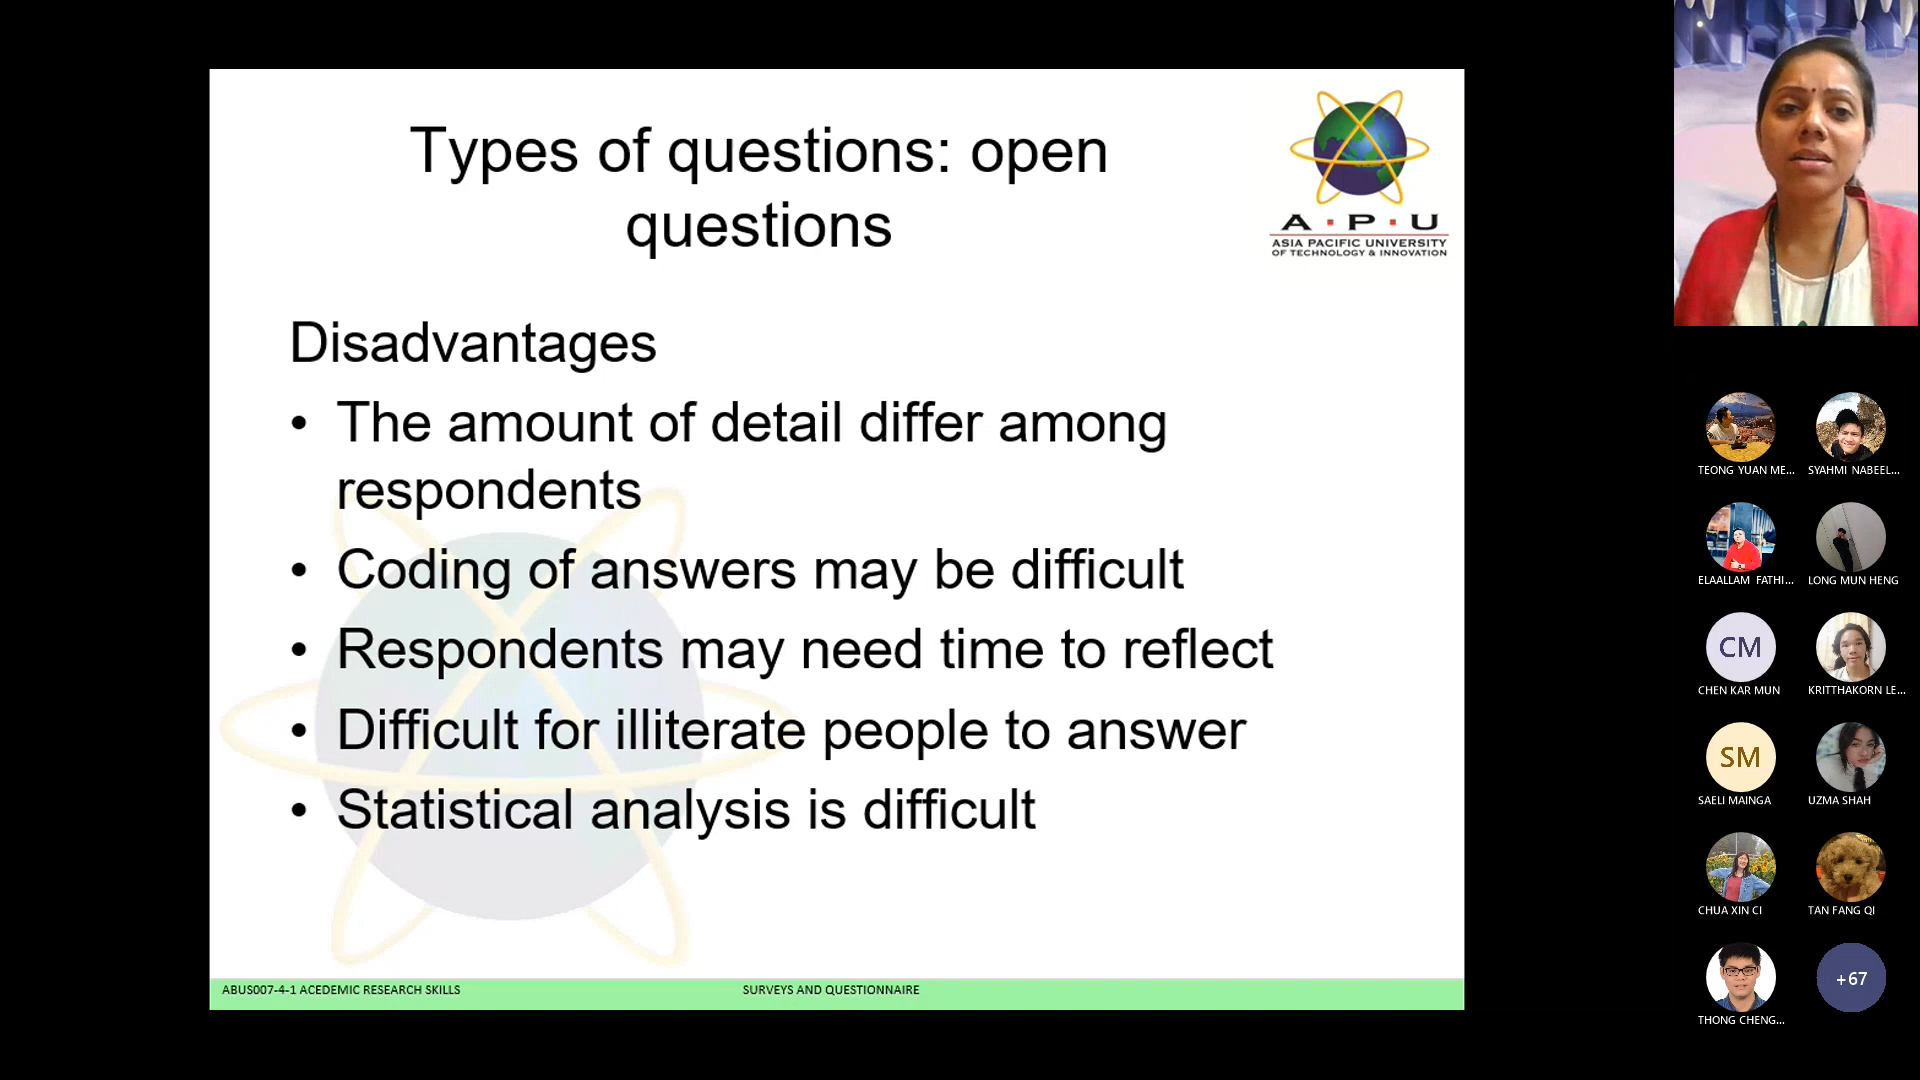 Types of questions: open
questions
A·P·U
ASIA PACIFIC UNIVERSITY
OF TECHNOLOGY & INNOVATION
Disadvantages
• The amount of detail differ among
respondents
• Coding of answers may be difficult
• Respondents may need time to reflect
• Difficult for illiterate people to answer
• Statistical analysis is difficult
ABUS007-4-1 ACEDEMIC RESEARCH SKILLS
SURVEYS AND QUESTIONNAIRE
TEONG YUAN ME...
SYAHMI NABEEL...
ELAALLAM FATHI...
LONG MUN HENG
CM
CHEN KAR MUN
KRITTHAKORN LE...
SM
SAELI MAINGA
UZMA SHAH
CHUA XIN CI
TAN FANG QI
THONG CHENG...
+67